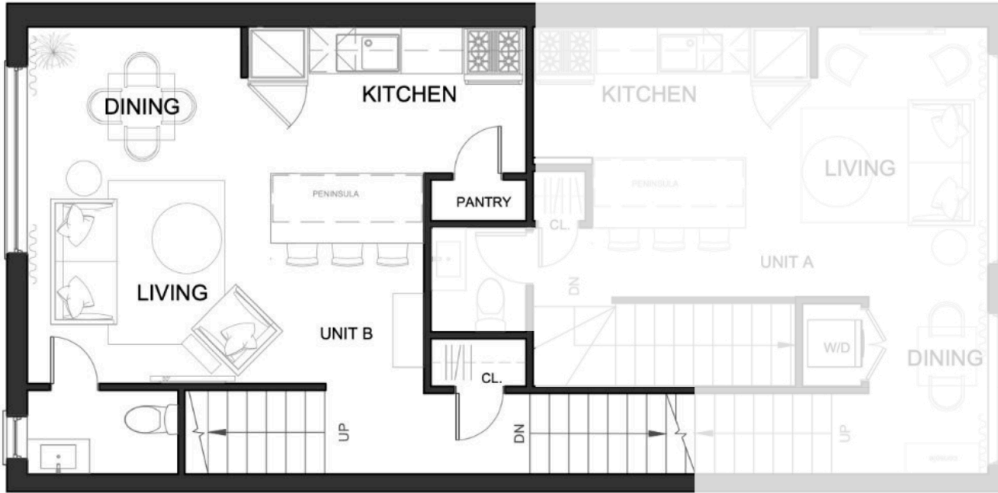 DINING
KITCHEN
KITCHEN
LIVING
PENINSULA
PANTRY
PENINSULA
CL.
LIVING
UNIT B
DN
UNIT A
CL.
W/D
DINING
UP
DN
UP